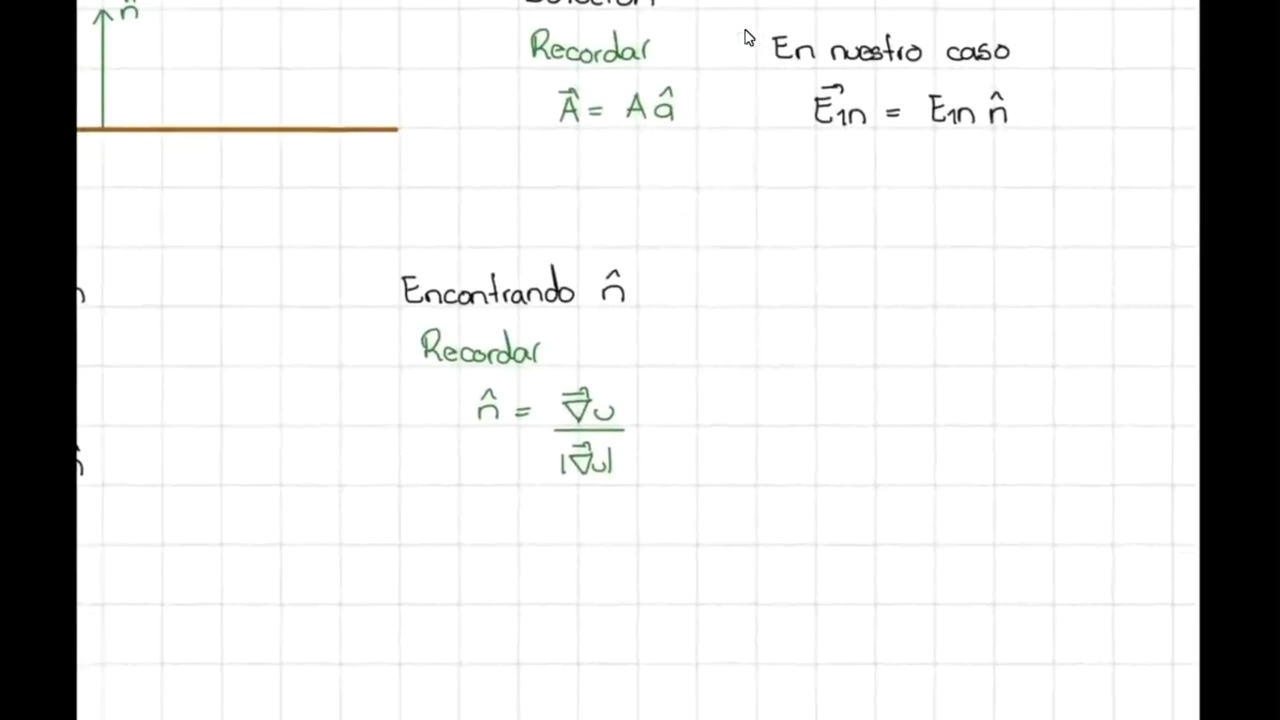 n̂
Recordar
En nuestro caso
A⃗ = A â
E⃗1n = E1n n̂
Encontrando n̂
Recordar
n̂ = ∇⃗u
|∇⃗u|